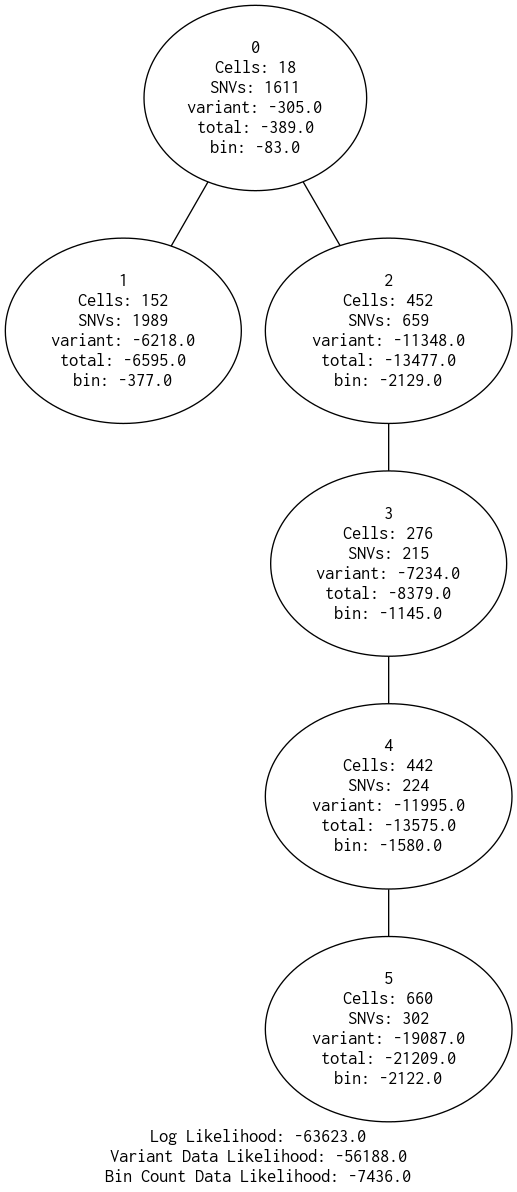 0
Cells: 18
SNVs: 1611
variant: -305.0
total: -389.0
bin: -83.0
1
Cells: 152
SNVs: 1989
variant: -6218.0
total: -6595.0
bin: -377.0
2
Cells: 452
SNVs: 659
variant: -11348.0
total: -13477.0
bin: -2129.0
3
Cells: 276
SNVs: 215
variant: -7234.0
total: -8379.0
bin: -1145.0
4
Cells: 442
SNVs: 224
variant: -11995.0
total: -13575.0
bin: -1580.0
5
Cells: 660
SNVs: 302
variant: -19087.0
total: -21209.0
bin: -2122.0
Log Likelihood: -63623.0
Variant Data Likelihood: -56188.0
Bin Count Data Likelihood: -7436.0